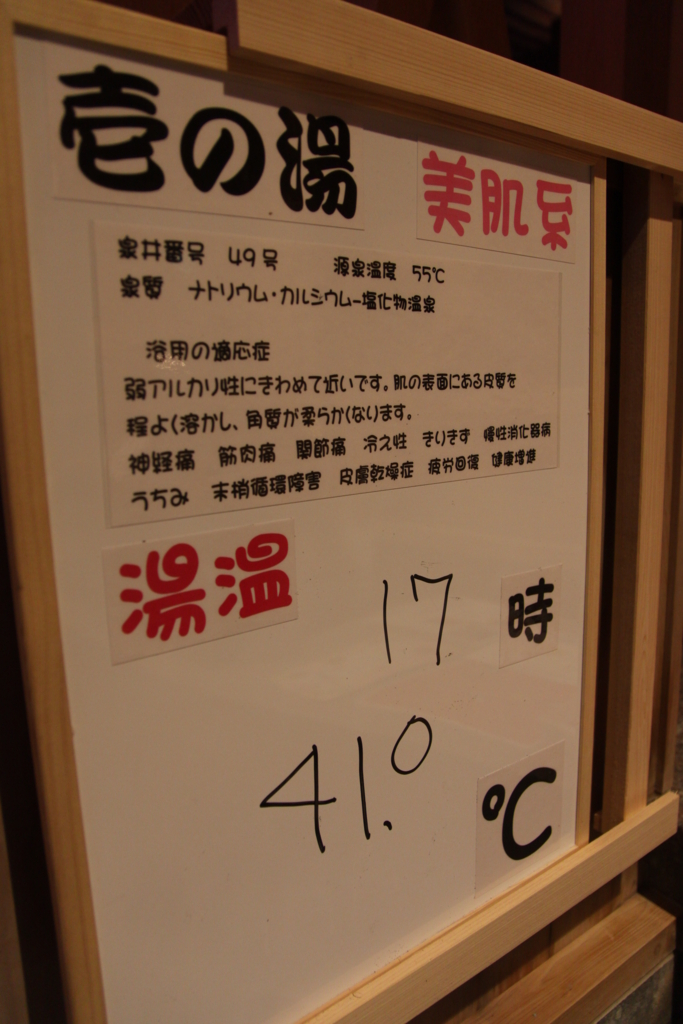 壱の湯
美肌系
泉井番号 49号 源泉温度 55℃
泉質 ナトリウム・カルシウムー塩化物温泉
浴用の適応症
弱アルカリ性にきわめて近いです。肌の表面にある皮質を
程よく溶かし、角質が柔らかくなります。
神経痛 筋肉痛 関節痛 冷え性 きりきず 慢性消化器病
うちみ 末梢循環障害 皮膚乾燥症 疲労回復 健康増進
湯温
17 時
41.0 ℃